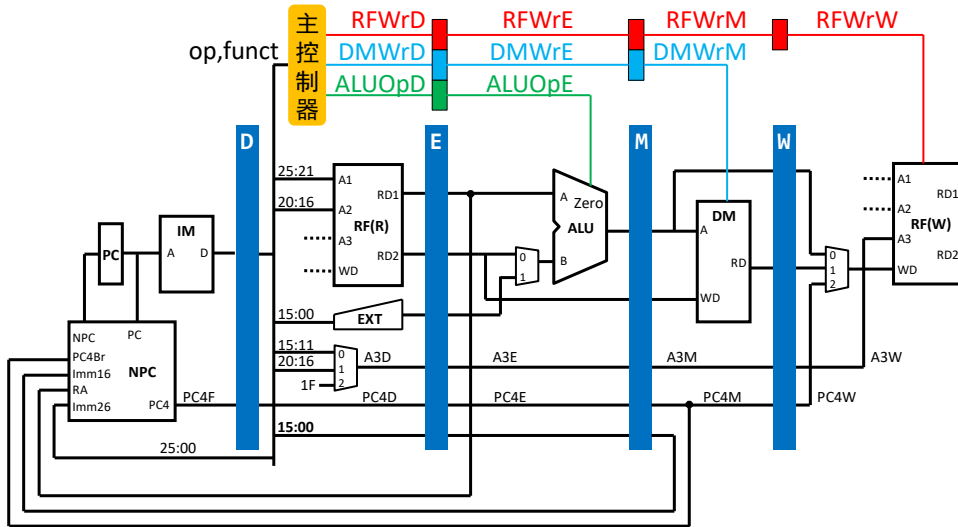 主控制器
RFWrD
RFWrE
RFWrM
RFWrW
op,funct
DMWrD
DMWrE
DMWrM
ALUOpD
ALUOpE
D
E
M
W
25:21
20:16
A1
A2
A3
WD
RD1
RD2
RF(R)
A
B
Zero
ALU
DM
A
RD
WD
0
1
2
A1
A2
A3
WD
RD1
RD2
RF(W)
PC
IM
A
D
0
1
15:00
EXT
NPC
PC
PC4Br
Imm16
RA
Imm26
NPC
PC4
PC4F
15:11
20:16
1F
0
1
2
A3D
A3E
A3M
A3W
PC4D
PC4E
PC4M
PC4W
15:00
25:00